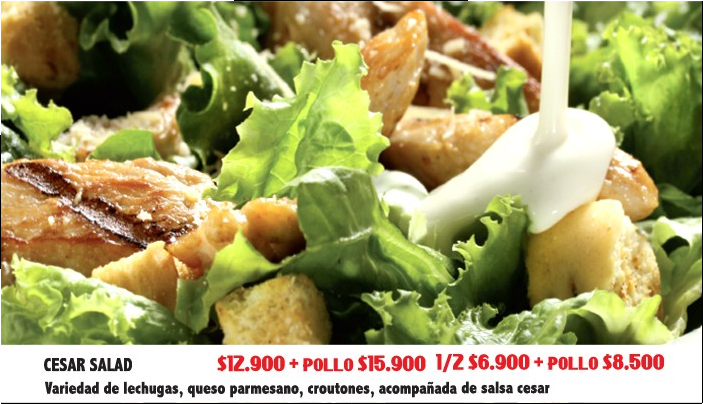 CESAR SALAD $12.900 + POLLO $15.900 1/2 $6.900 + POLLO $8.500
Variedad de lechugas, queso parmesano, croutones, acompañada de salsa cesar